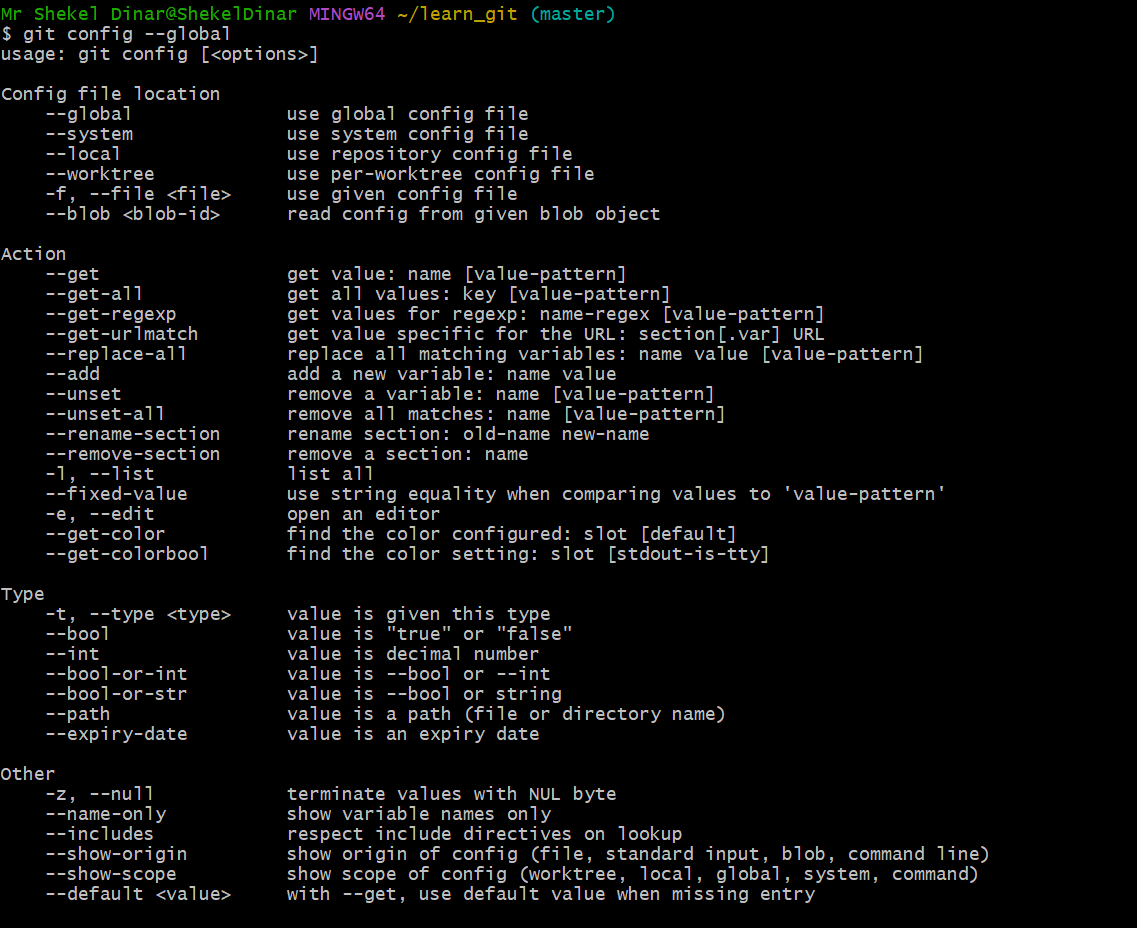 Mr Shekel Dinar@ShekelDinar MINGW64 ~/learn_git (master)
$ git config --global
usage: git config [<options>]

Config file location
    --global              use global config file
    --system              use system config file
    --local               use repository config file
    --worktree            use per-worktree config file
    -f, --file <file>     use given config file
    --blob <blob-id>      read config from given blob object

Action
    --get                 get value: name [value-pattern]
    --get-all             get all values: key [value-pattern]
    --get-regexp          get values for regexp: name-regex [value-pattern]
    --get-urlmatch        get value specific for the URL: section[.var] URL
    --replace-all         replace all matching variables: name value [value-pattern]
    --add                 add a new variable: name value
    --unset               remove a variable: name [value-pattern]
    --unset-all           remove all matches: name [value-pattern]
    --rename-section      rename section: old-name new-name
    --remove-section      remove a section: name
    -l, --list            list all
    --fixed-value         use string equality when comparing values to 'value-pattern'
    -e, --edit            open an editor
    --get-color           find the color configured: slot [default]
    --get-colorbool       find the color setting: slot [stdout-is-tty]

Type
    -t, --type <type>     value is given this type
    --bool                value is "true" or "false"
    --int                 value is decimal number
    --bool-or-int         value is --bool or --int
    --bool-or-str         value is --bool or string
    --path                value is a path (file or directory name)
    --expiry-date         value is an expiry date

Other
    -z, --null            terminate values with NUL byte
    --name-only           show variable names only
    --includes            respect include directives on lookup
    --show-origin         show origin of config (file, standard input, blob, command line)
    --show-scope          show scope of config (worktree, local, global, system, command)
    --default <value>     with --get, use default value when missing entry